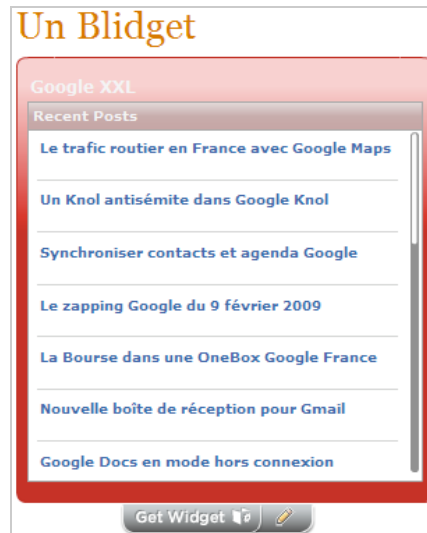 Un Blidget
Google XXL
Recent Posts
Le trafic routier en France avec Google Maps
Un Knol antisémite dans Google Knol
Synchroniser contacts et agenda Google
Le zapping Google du 9 février 2009
La Bourse dans une OneBox Google France
Nouvelle boîte de réception pour Gmail
Google Docs en mode hors connexion
Get Widget